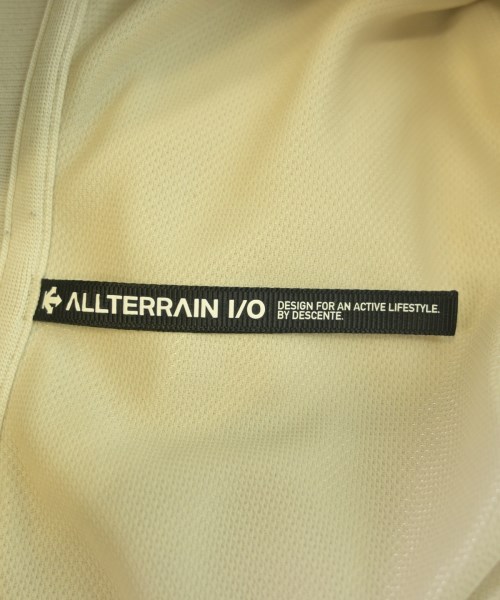 ALLTERRAIN I/O
DESIGN FOR AN ACTIVE LIFESTYLE.
BY DESCENTE.